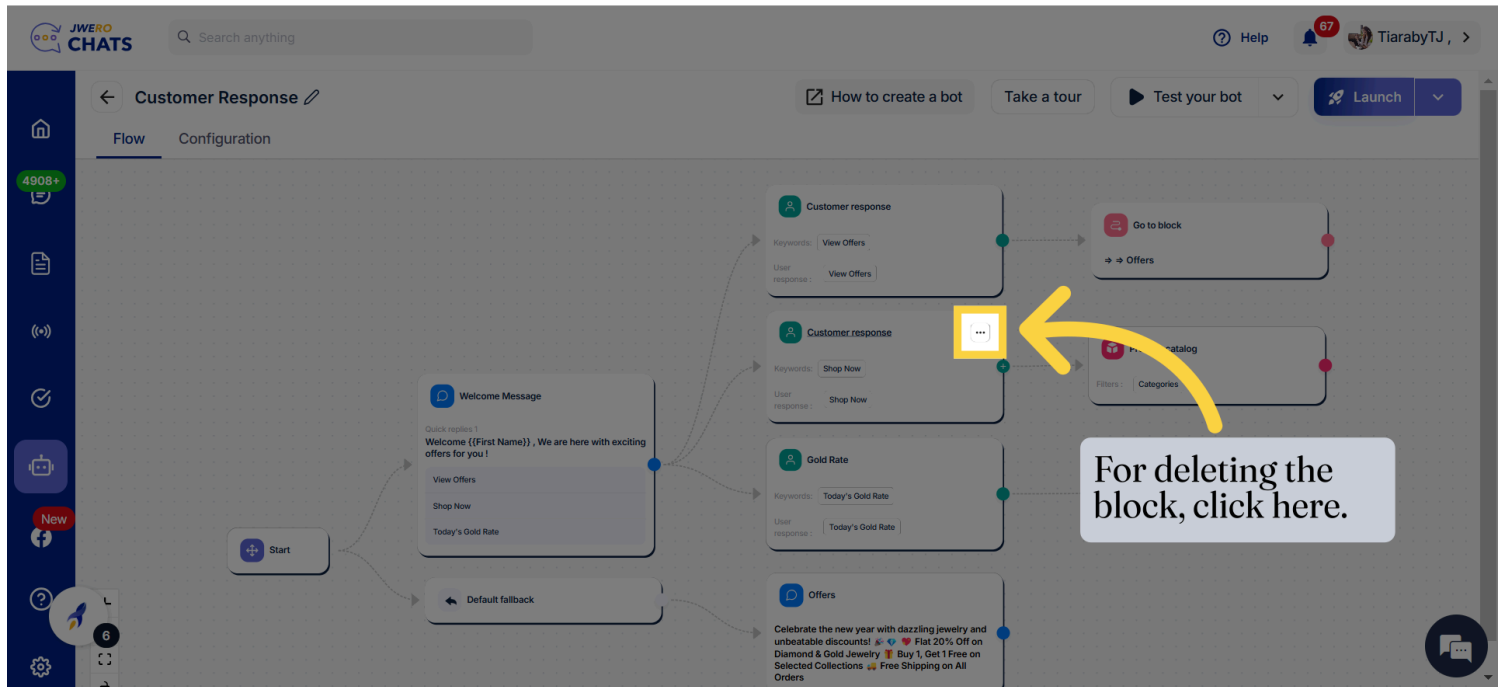 JWERO
CHATS
Search anything
Help
67
TiarabyTJ ,
Customer Response
How to create a bot
Take a tour
Test your bot
Launch
Flow
Configuration
4908+
New
6
Start
Welcome Message
Quick replies 1
Welcome {{First Name}} , We are here with exciting
offers for you !
View Offers
Shop Now
Today's Gold Rate
Default fallback
Customer response
Keywords: View Offers
User
response : View Offers
Go to block
⇒ ⇒ Offers
Customer response
Keywords: Shop Now
User
response : Shop Now
catalog
Filters : Categories
Gold Rate
Keywords: Today's Gold Rate
User
response : Today's Gold Rate
For deleting the
block, click here.
Offers
Celebrate the new year with dazzling jewelry and
unbeatable discounts! 🎉 💎 ❤️ Flat 20% Off on
Diamond & Gold Jewelry 🎁 Buy 1, Get 1 Free on
Selected Collections 🚚 Free Shipping on All
Orders